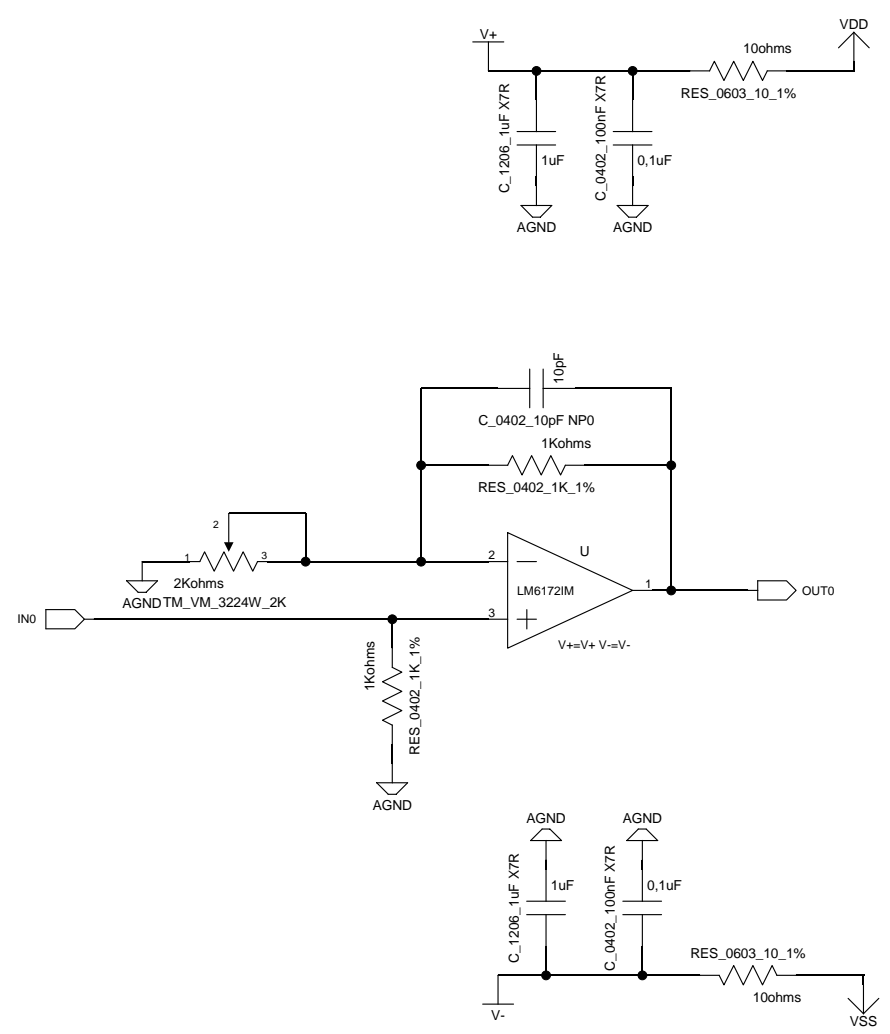 VDD
V+
10ohms
RES_0603_10_1%
C_1206_1uF X7R
1uF
C_0402_100nF X7R
0,1uF
AGND
AGND
10pF
C_0402_10pF NP0
1Kohms
RES_0402_1K_1%
2
1
3
2Kohms
AGND
TM_VM_3224W_2K
2
U
LM6172IM
1
OUT0
IN0
3
V+=V+ V-=V-
1Kohms
RES_0402_1K_1%
AGND
AGND
AGND
C_1206_1uF X7R
1uF
C_0402_100nF X7R
0,1uF
RES_0603_10_1%
10ohms
V-
VSS